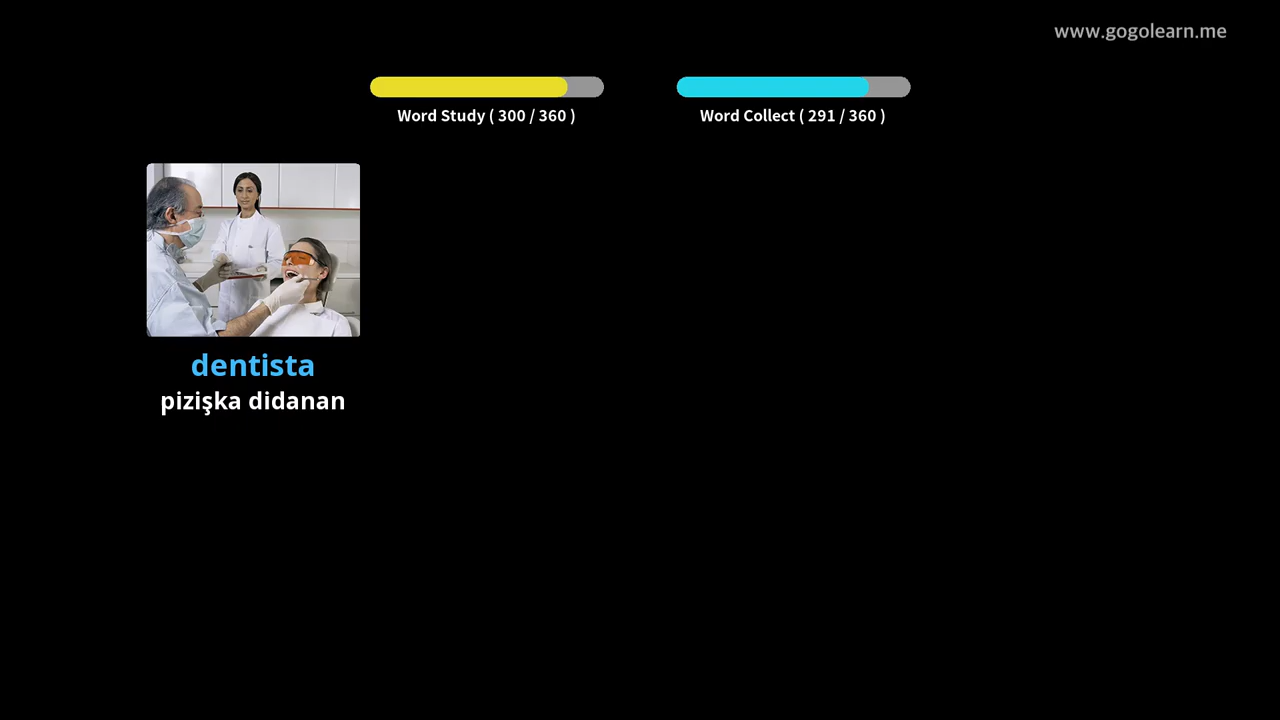 www.gogolearn.me
Word Study ( 300 / 360 )
Word Collect ( 291 / 360 )
dentista
pizişka didanan